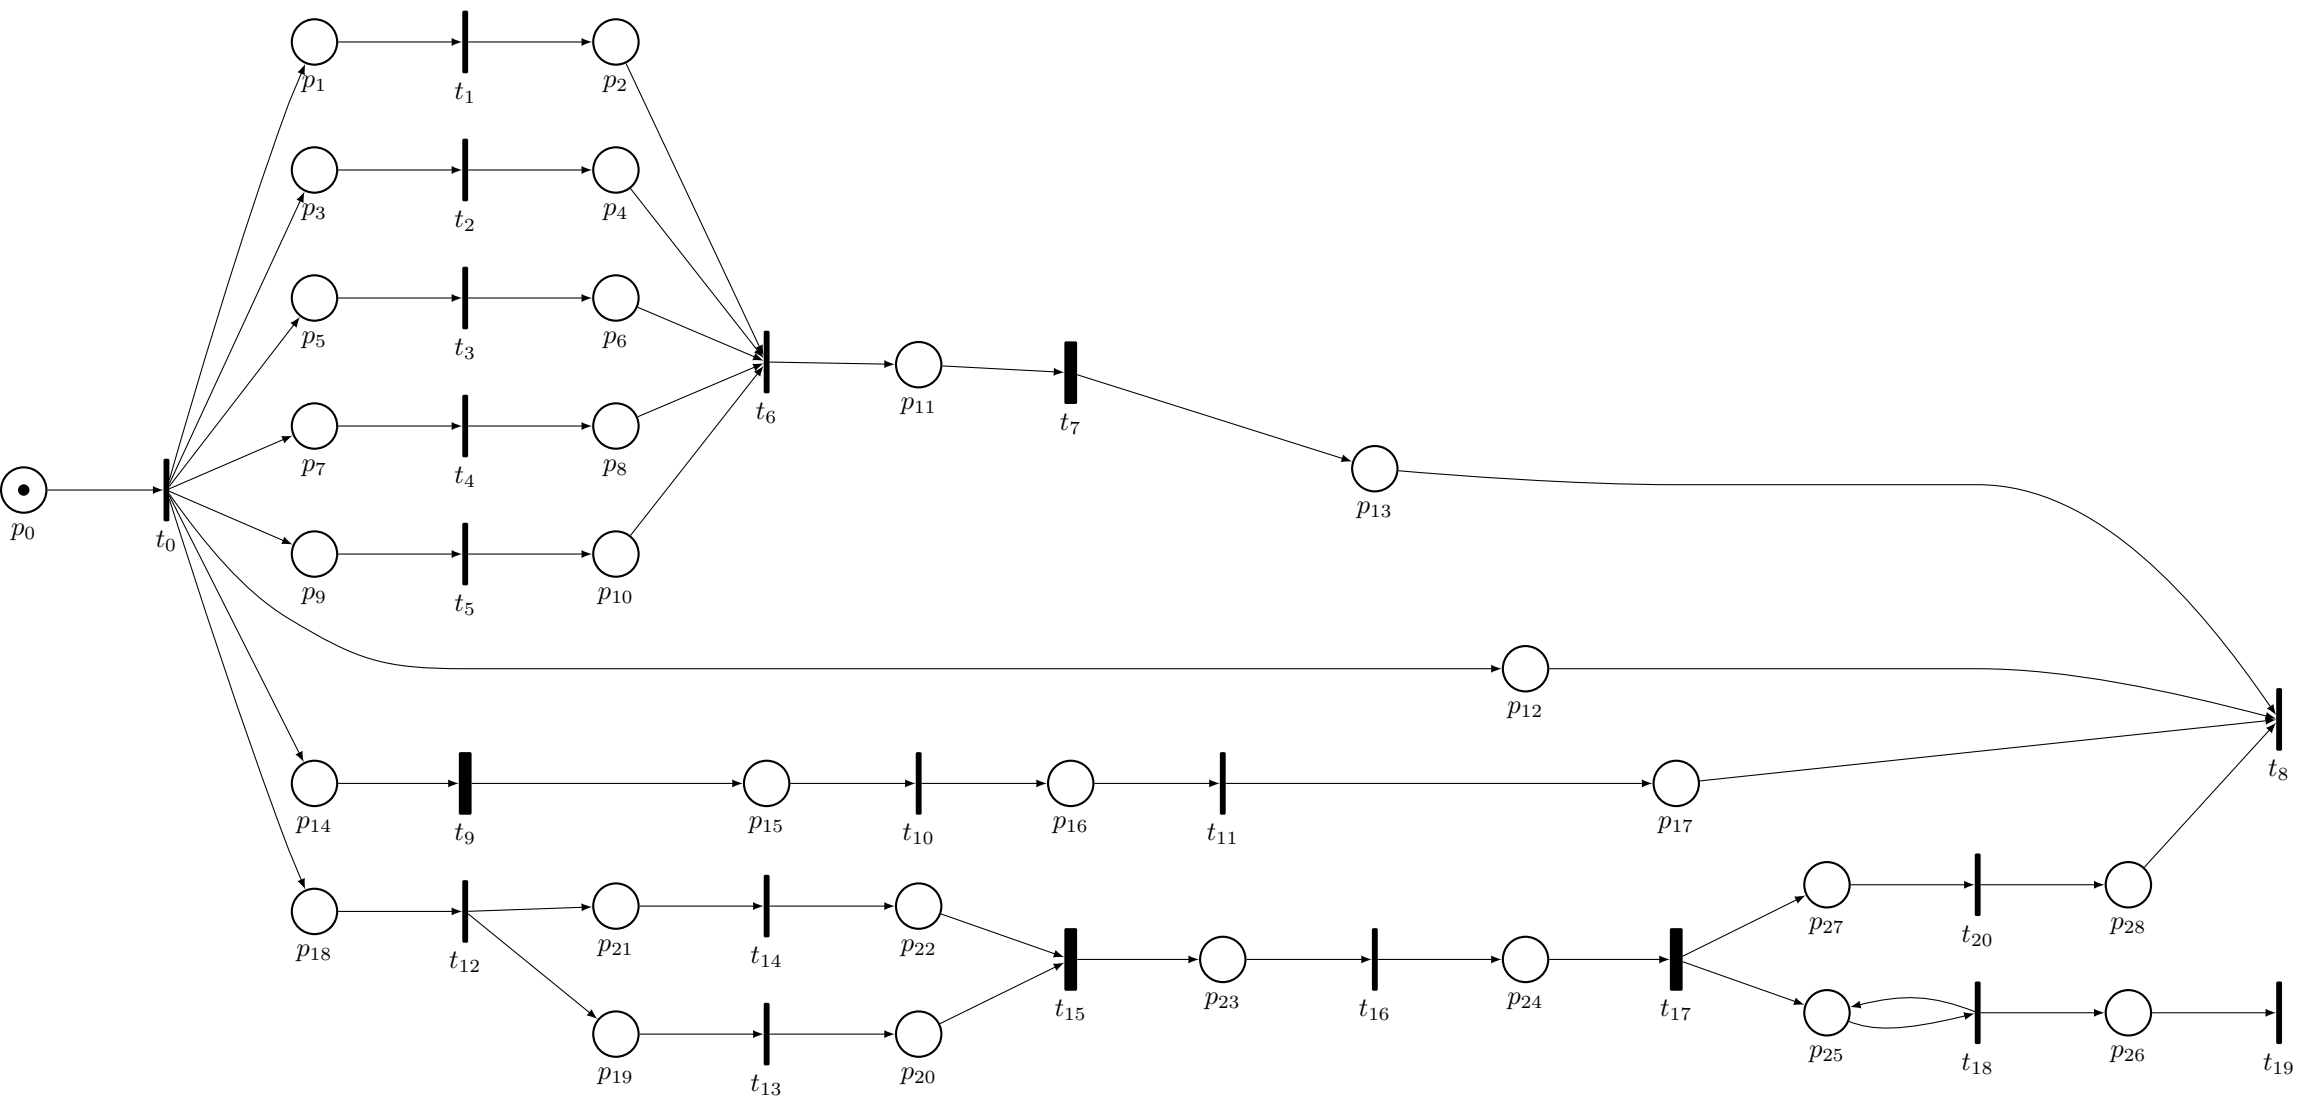 p₁
t₁
p₂
p₃
t₂
p₄
p₅
t₃
p₆
t₆
p₁₁
t₇
p₇
t₄
p₈
p₀
t₀
p₁₃
p₉
t₅
p₁₀
p₁₂
t₈
p₁₄
t₉
p₁₅
t₁₀
p₁₆
t₁₁
p₁₇
p₁₈
t₁₂
p₂₁
t₁₄
p₂₂
p₂₇
t₂₀
p₂₈
t₁₅
p₂₃
t₁₆
p₂₄
t₁₇
p₁₉
t₁₃
p₂₀
p₂₅
t₁₈
p₂₆
t₁₉